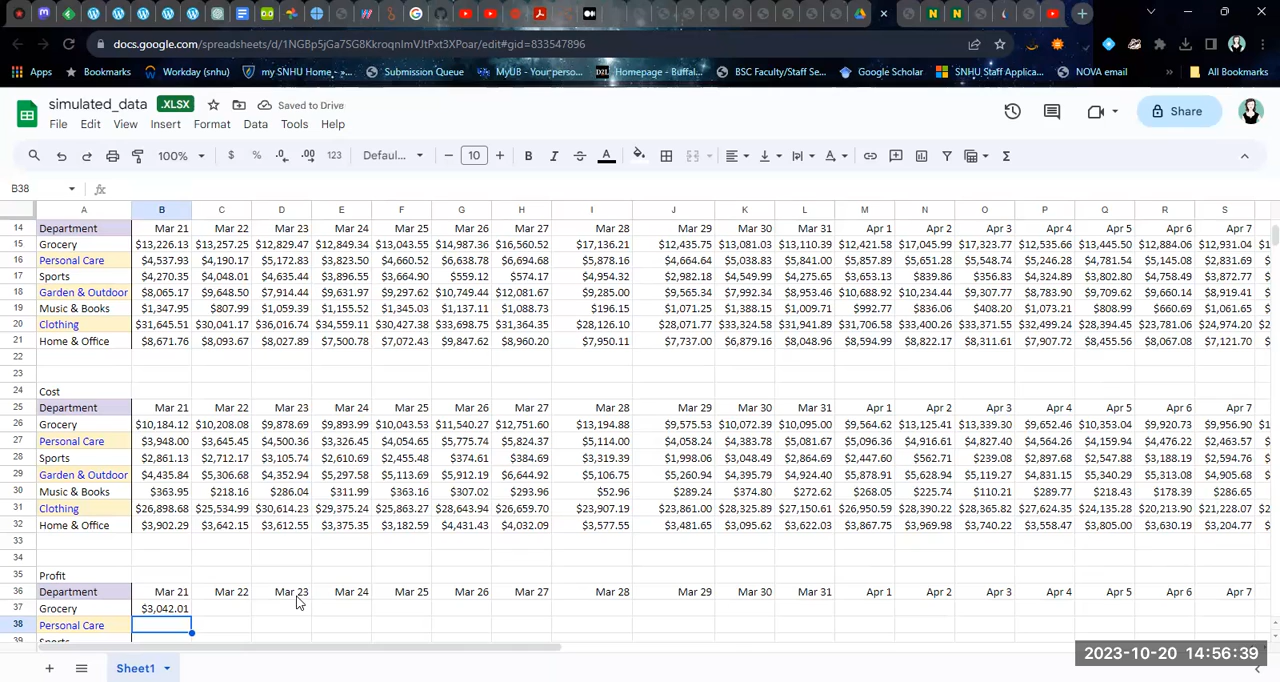 docs.google.com/spreadsheets/d/1NGBp5jGa7SG8KkroqnImVJtPxt3XPoar/edit#gid=833547896
Apps Bookmarks Workday (snhu) my SNHU Home - ... Submission Queue MyUB - Your perso... Homepage - Buffal... BSC Faculty/Staff Se... Google Scholar SNHU Staff Applica... NOVA email » All Bookmarks
simulated_data .XLSX Saved to Drive
File Edit View Insert Format Data Tools Help Share
100% $ % .0 .00 123 Defaul... 10 B I A
B38 fx
A B C D E F G H I J K L M N O P Q R S
14 Department Mar 21 Mar 22 Mar 23 Mar 24 Mar 25 Mar 26 Mar 27 Mar 28 Mar 29 Mar 30 Mar 31 Apr 1 Apr 2 Apr 3 Apr 4 Apr 5 Apr 6 Apr 7
15 Grocery $13,226.13 $13,257.25 $12,829.47 $12,849.34 $13,043.55 $14,987.36 $16,560.52 $17,136.21 $12,435.75 $13,081.03 $13,110.39 $12,421.58 $17,045.99 $17,323.77 $12,535.66 $13,445.50 $12,884.06 $12,931.04 $1
16 Personal Care $4,537.93 $4,190.17 $5,172.83 $3,823.50 $4,660.52 $6,638.78 $6,694.68 $5,878.16 $4,664.64 $5,038.83 $5,841.00 $5,857.89 $5,651.28 $5,548.74 $5,246.28 $4,781.54 $5,145.08 $2,831.69
17 Sports $4,270.35 $4,048.01 $4,635.44 $3,896.55 $3,664.90 $559.12 $574.17 $4,954.32 $2,982.18 $4,549.99 $4,275.65 $3,653.13 $839.86 $356.83 $4,324.89 $3,802.80 $4,758.49 $3,872.77
18 Garden & Outdoor $8,065.17 $9,648.50 $7,914.44 $9,631.97 $9,297.62 $10,749.44 $12,081.67 $9,285.00 $9,565.34 $7,992.34 $8,953.46 $10,688.92 $10,234.44 $9,307.77 $8,783.90 $9,709.62 $9,660.14 $8,919.41
19 Music & Books $1,347.95 $807.99 $1,059.39 $1,155.52 $1,345.03 $1,137.11 $1,088.73 $196.15 $1,071.25 $1,388.15 $1,009.71 $992.77 $836.06 $408.20 $1,073.21 $808.99 $660.69 $1,061.65
20 Clothing $31,645.51 $30,041.17 $36,016.74 $34,559.11 $30,427.38 $33,698.75 $31,364.35 $28,126.10 $28,071.77 $33,324.58 $31,941.89 $31,706.58 $33,400.26 $33,371.55 $32,499.24 $28,394.45 $23,781.06 $24,974.20 $2
21 Home & Office $8,671.76 $8,093.67 $8,027.89 $7,500.78 $7,072.43 $9,847.62 $8,960.20 $7,950.11 $7,737.00 $6,879.16 $8,048.96 $8,594.99 $8,822.17 $8,311.61 $7,907.72 $8,455.56 $8,067.08 $7,121.70
22
23
24 Cost
25 Department Mar 21 Mar 22 Mar 23 Mar 24 Mar 25 Mar 26 Mar 27 Mar 28 Mar 29 Mar 30 Mar 31 Apr 1 Apr 2 Apr 3 Apr 4 Apr 5 Apr 6 Apr 7
26 Grocery $10,184.12 $10,208.08 $9,878.69 $9,893.99 $10,043.53 $11,540.27 $12,751.60 $13,194.88 $9,575.53 $10,072.39 $10,095.00 $9,564.62 $13,125.41 $13,339.30 $9,652.46 $10,353.04 $9,920.73 $9,956.90 $1
27 Personal Care $3,948.00 $3,645.45 $4,500.36 $3,326.45 $4,054.65 $5,775.74 $5,824.37 $5,114.00 $4,058.24 $4,383.78 $5,081.67 $5,096.36 $4,916.61 $4,827.40 $4,564.26 $4,159.94 $4,476.22 $2,463.57
28 Sports $2,861.13 $2,712.17 $3,105.74 $2,610.69 $2,455.48 $374.61 $384.69 $3,319.39 $1,998.06 $3,048.49 $2,864.69 $2,447.60 $562.71 $239.08 $2,897.68 $2,547.88 $3,188.19 $2,594.76
29 Garden & Outdoor $4,435.84 $5,306.68 $4,352.94 $5,297.58 $5,113.69 $5,912.19 $6,644.92 $5,106.75 $5,260.94 $4,395.79 $4,924.40 $5,878.91 $5,628.94 $5,119.27 $4,831.15 $5,340.29 $5,313.08 $4,905.68
30 Music & Books $363.95 $218.16 $286.04 $311.99 $363.16 $307.02 $293.96 $52.96 $289.24 $374.80 $272.62 $268.05 $225.74 $110.21 $289.77 $218.43 $178.39 $286.65
31 Clothing $26,898.68 $25,534.99 $30,614.23 $29,375.24 $25,863.27 $28,643.94 $26,659.70 $23,907.19 $23,861.00 $28,325.89 $27,150.61 $26,950.59 $28,390.22 $28,365.82 $27,624.35 $24,135.28 $20,213.90 $21,228.07 $2
32 Home & Office $3,902.29 $3,642.15 $3,612.55 $3,375.35 $3,182.59 $4,431.43 $4,032.09 $3,577.55 $3,481.65 $3,095.62 $3,622.03 $3,867.75 $3,969.98 $3,740.22 $3,558.47 $3,805.00 $3,630.19 $3,204.77
33
34
35 Profit
36 Department Mar 21 Mar 22 Mar 23 Mar 24 Mar 25 Mar 26 Mar 27 Mar 28 Mar 29 Mar 30 Mar 31 Apr 1 Apr 2 Apr 3 Apr 4 Apr 5 Apr 6 Apr 7
37 Grocery $3,042.01
38 Personal Care
39 Sports
Sheet1
2023-10-20 14:56:39